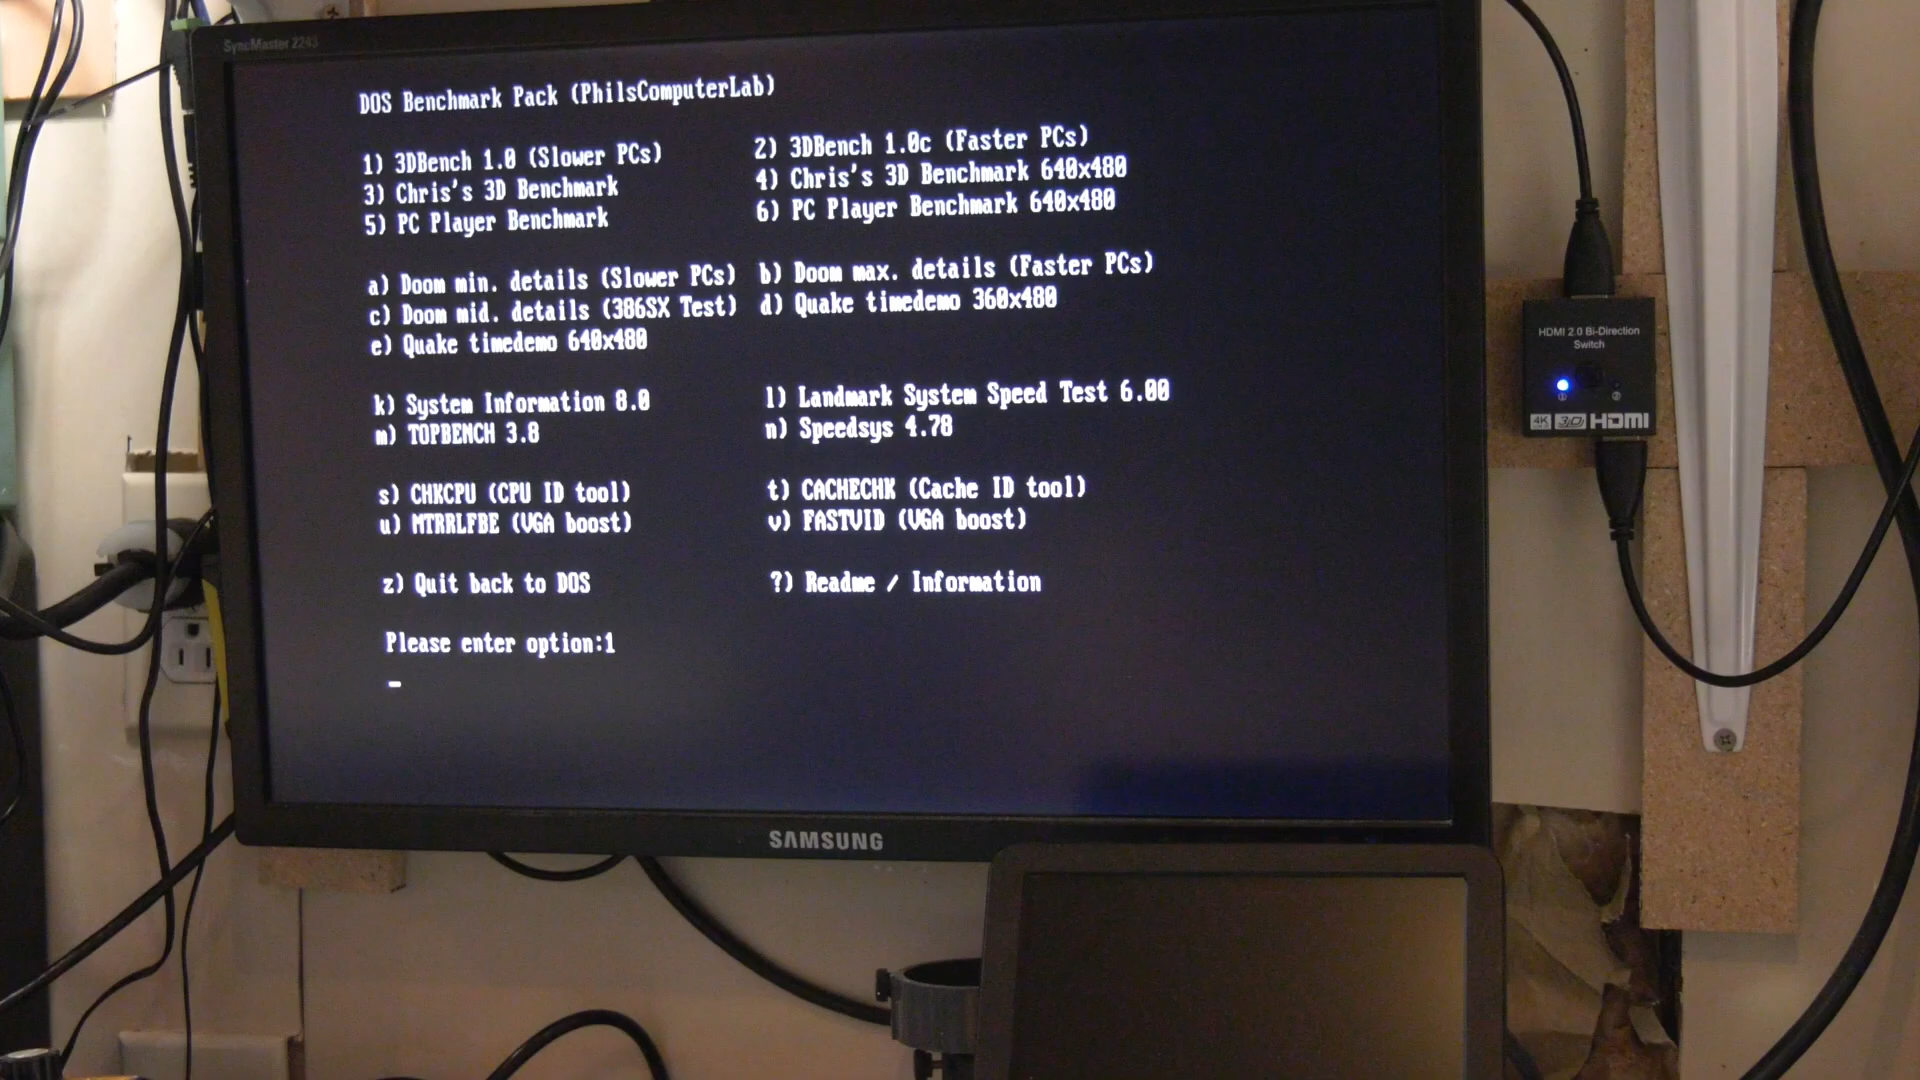 SyncMaster 2243
DOS Benchmark Pack (PhilsComputerLab)
1) 3DBench 1.0 (Slower PCs) 2) 3DBench 1.0c (Faster PCs)
3) Chris's 3D Benchmark 4) Chris's 3D Benchmark 640x480
5) PC Player Benchmark 6) PC Player Benchmark 640x480
a) Doom min. details (Slower PCs) b) Doom max. details (Faster PCs)
c) Doom mid. details (386SX Test) d) Quake timedemo 360x480
e) Quake timedemo 640x480
k) System Information 8.0 l) Landmark System Speed Test 6.00
m) TOPBENCH 3.8 n) Speedsys 4.78
s) CHKCPU (CPU ID tool) t) CACHECHK (Cache ID tool)
u) MTRRLFBE (VGA boost) v) FASTVID (VGA boost)
z) Quit back to DOS ?) Readme / Information
Please enter option:1
SAMSUNG
HDMI 2.0 Bi-Direction
Switch
1 2
4K 3D HDMI